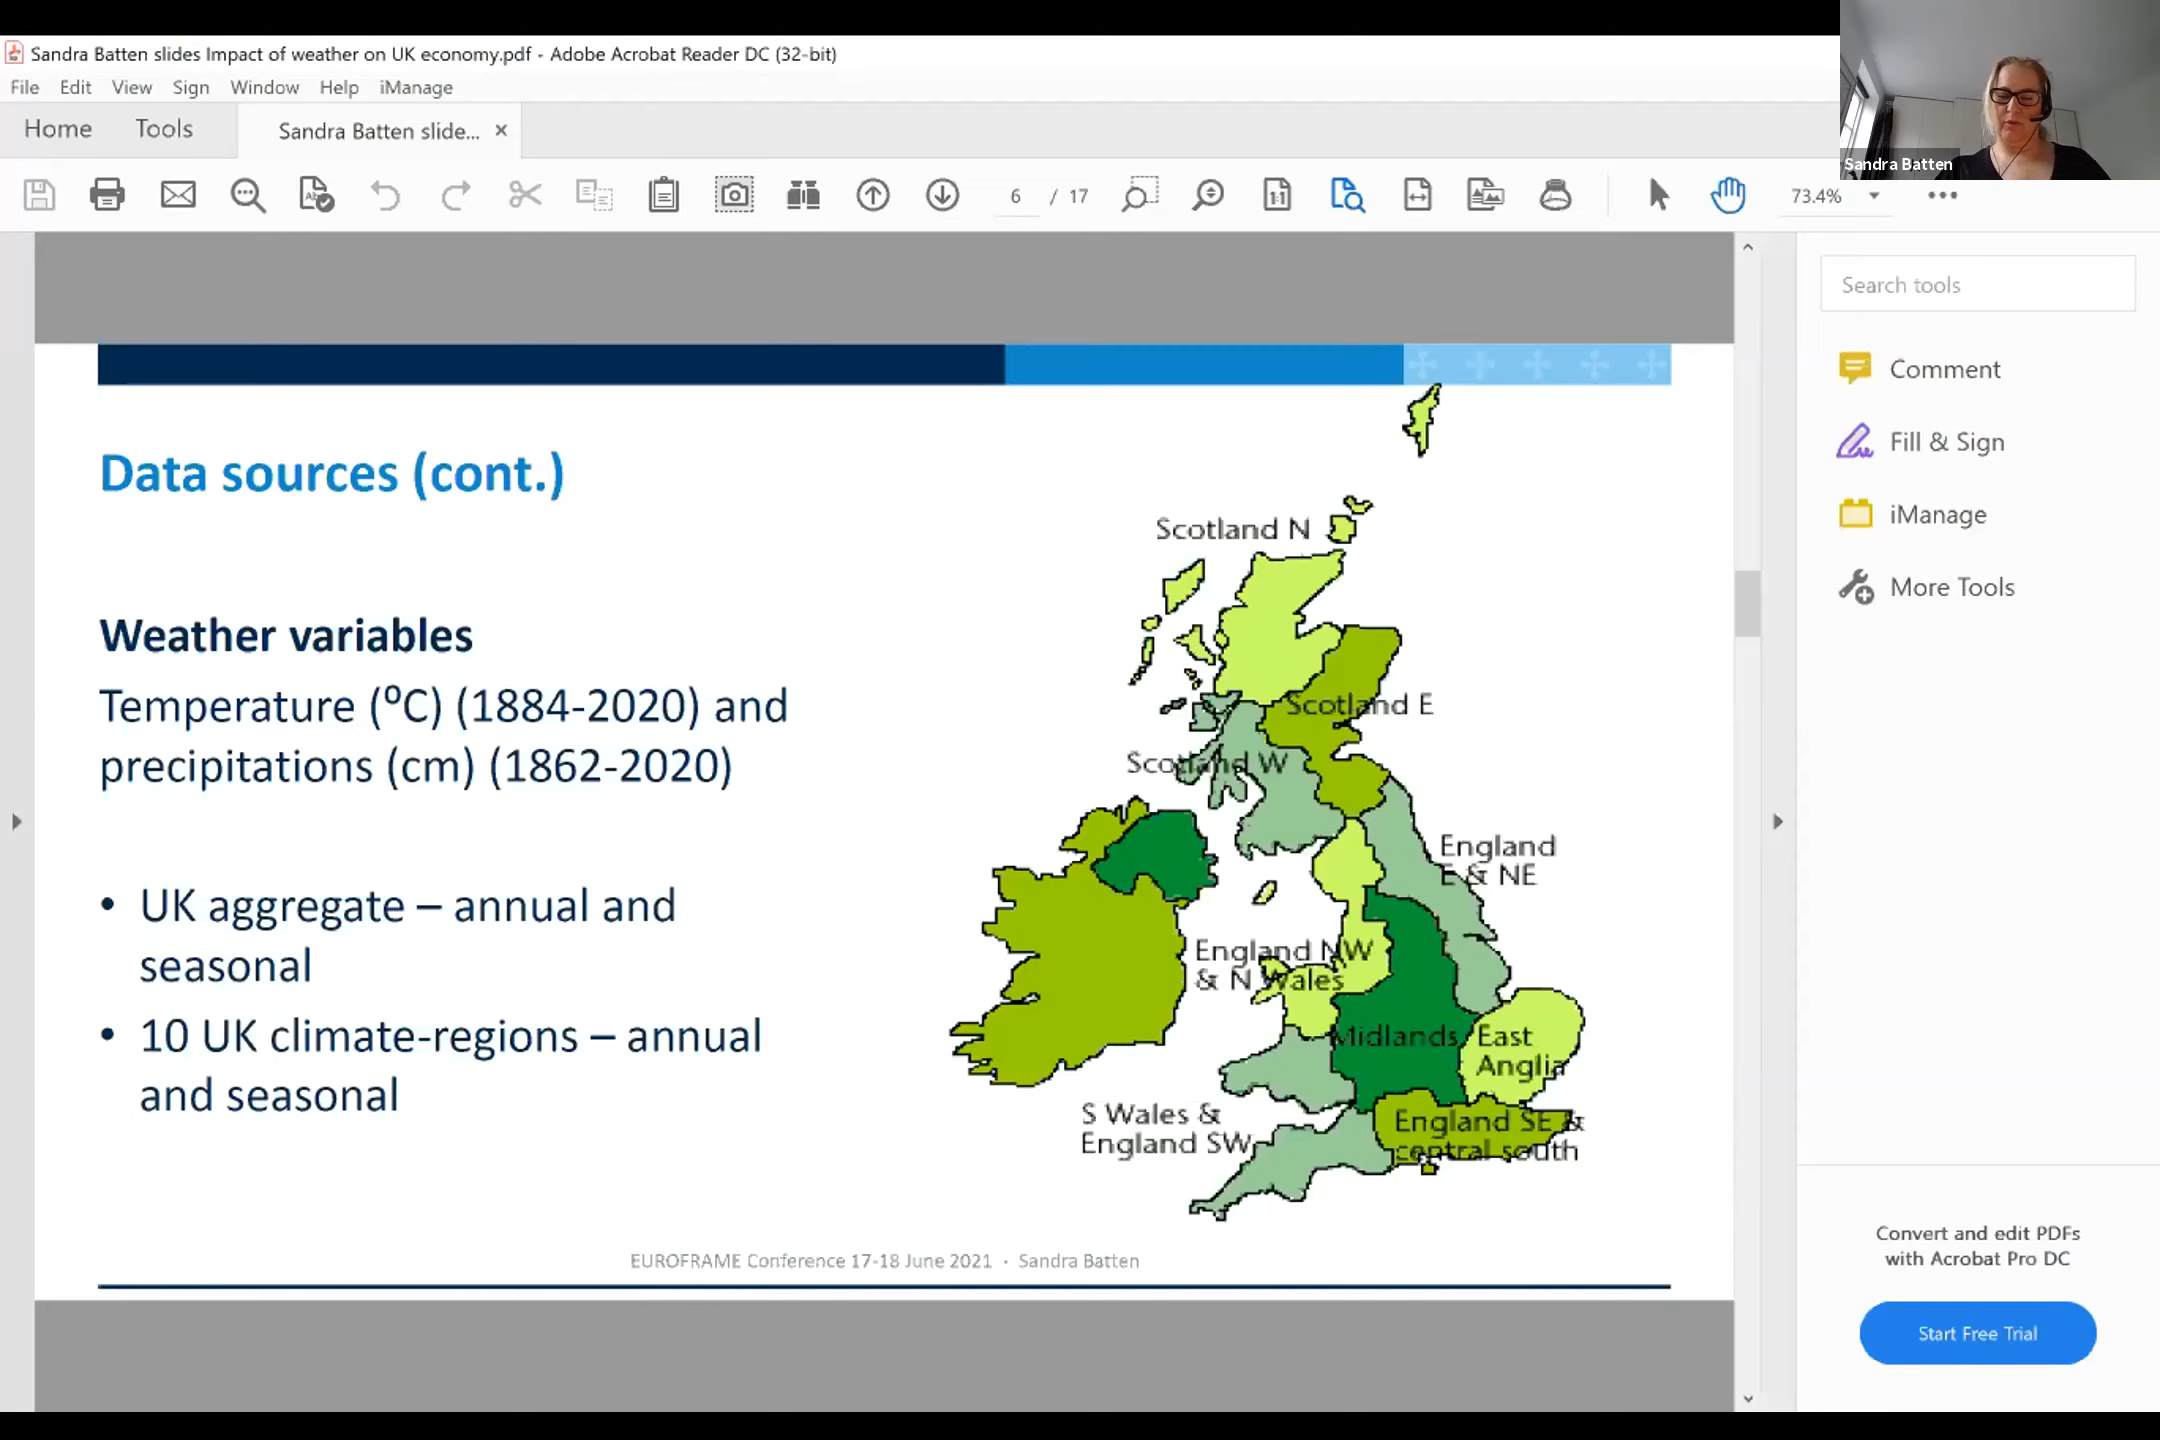 Sandra Batten slides Impact of weather on UK economy.pdf - Adobe Acrobat Reader DC (32-bit)
File Edit View Sign Window Help iManage
Home Tools Sandra Batten slide... ×
6 / 17 73.4%
Sandra Batten
Search tools
Comment
Fill & Sign
iManage
More Tools
Convert and edit PDFs
with Acrobat Pro DC
Start Free Trial
Data sources (cont.)
Weather variables
Temperature (⁰C) (1884-2020) and
precipitations (cm) (1862-2020)
• UK aggregate – annual and
seasonal
• 10 UK climate-regions – annual
and seasonal
Scotland N
Scotland E
Scotland W
England
E & NE
England NW
& N Wales
Midlands
East
Anglia
S Wales &
England SW
England SE &
central south
EUROFRAME Conference 17-18 June 2021 · Sandra Batten